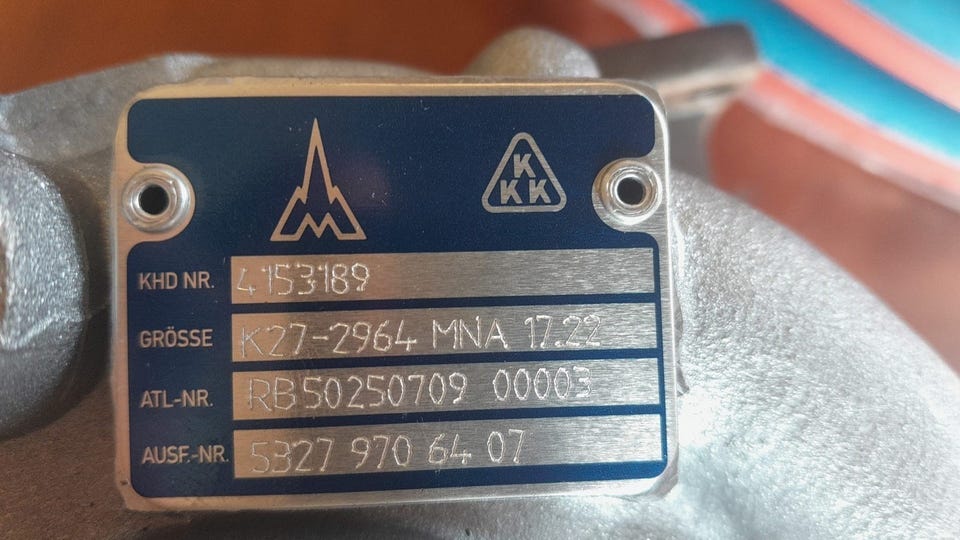 K
K K
KHD NR. 4153189
GRÖSSE K27-2964 MNA 17.22
ATL-NR. RB50250709 00003
AUSF.-NR. 5327 970 64 07